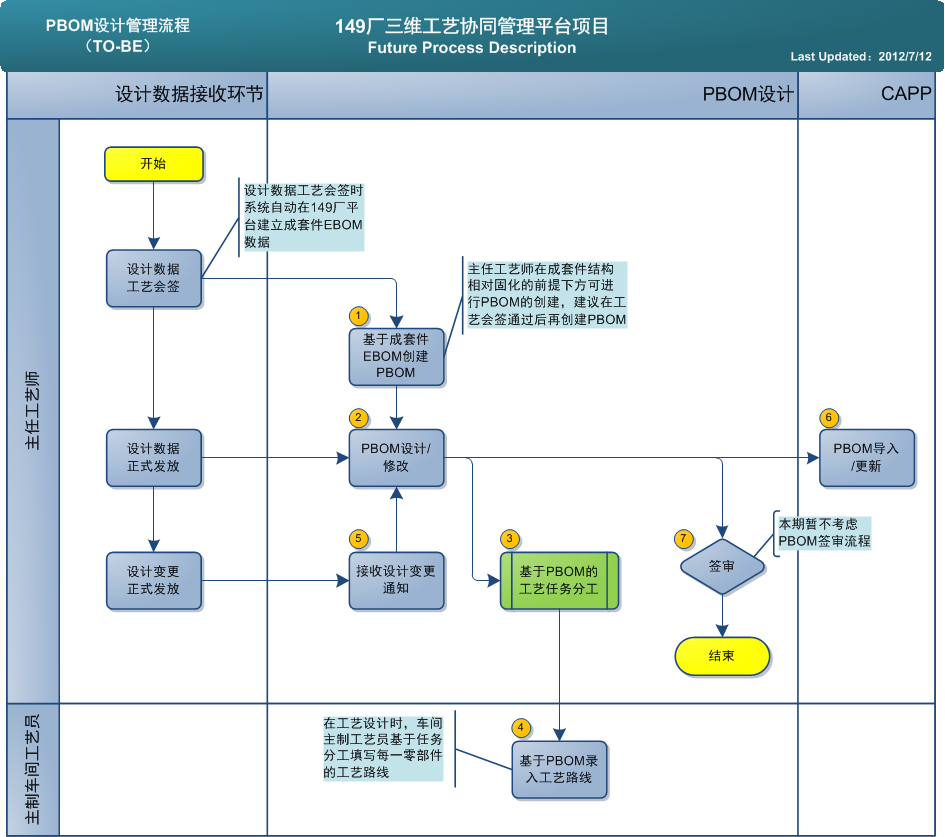 PBOM设计管理流程
（TO-BE）
149厂三维工艺协同管理平台项目
Future Process Description
Last Updated：2012/7/12
设计数据接收环节
PBOM设计
CAPP
主任工艺师
开始
设计数据工艺会签时
系统自动在149厂平
台建立成套件EBOM
数据
设计数据
工艺会签
主任工艺师在成套件结构
相对固化的前提下方可进
行PBOM的创建，建议在工
艺会签通过后再创建PBOM
1
基于成套件
EBOM创建
PBOM
设计数据
正式发放
2
PBOM设计/
修改
6
PBOM导入
/更新
设计变更
正式发放
5
接收设计变更
通知
3
基于PBOM的
工艺任务分工
7
签审
本期暂不考虑
PBOM签审流程
结束
主制车间工艺员
在工艺设计时，车间
主制工艺员基于任务
分工填写每一零部件
的工艺路线
4
基于PBOM录
入工艺路线